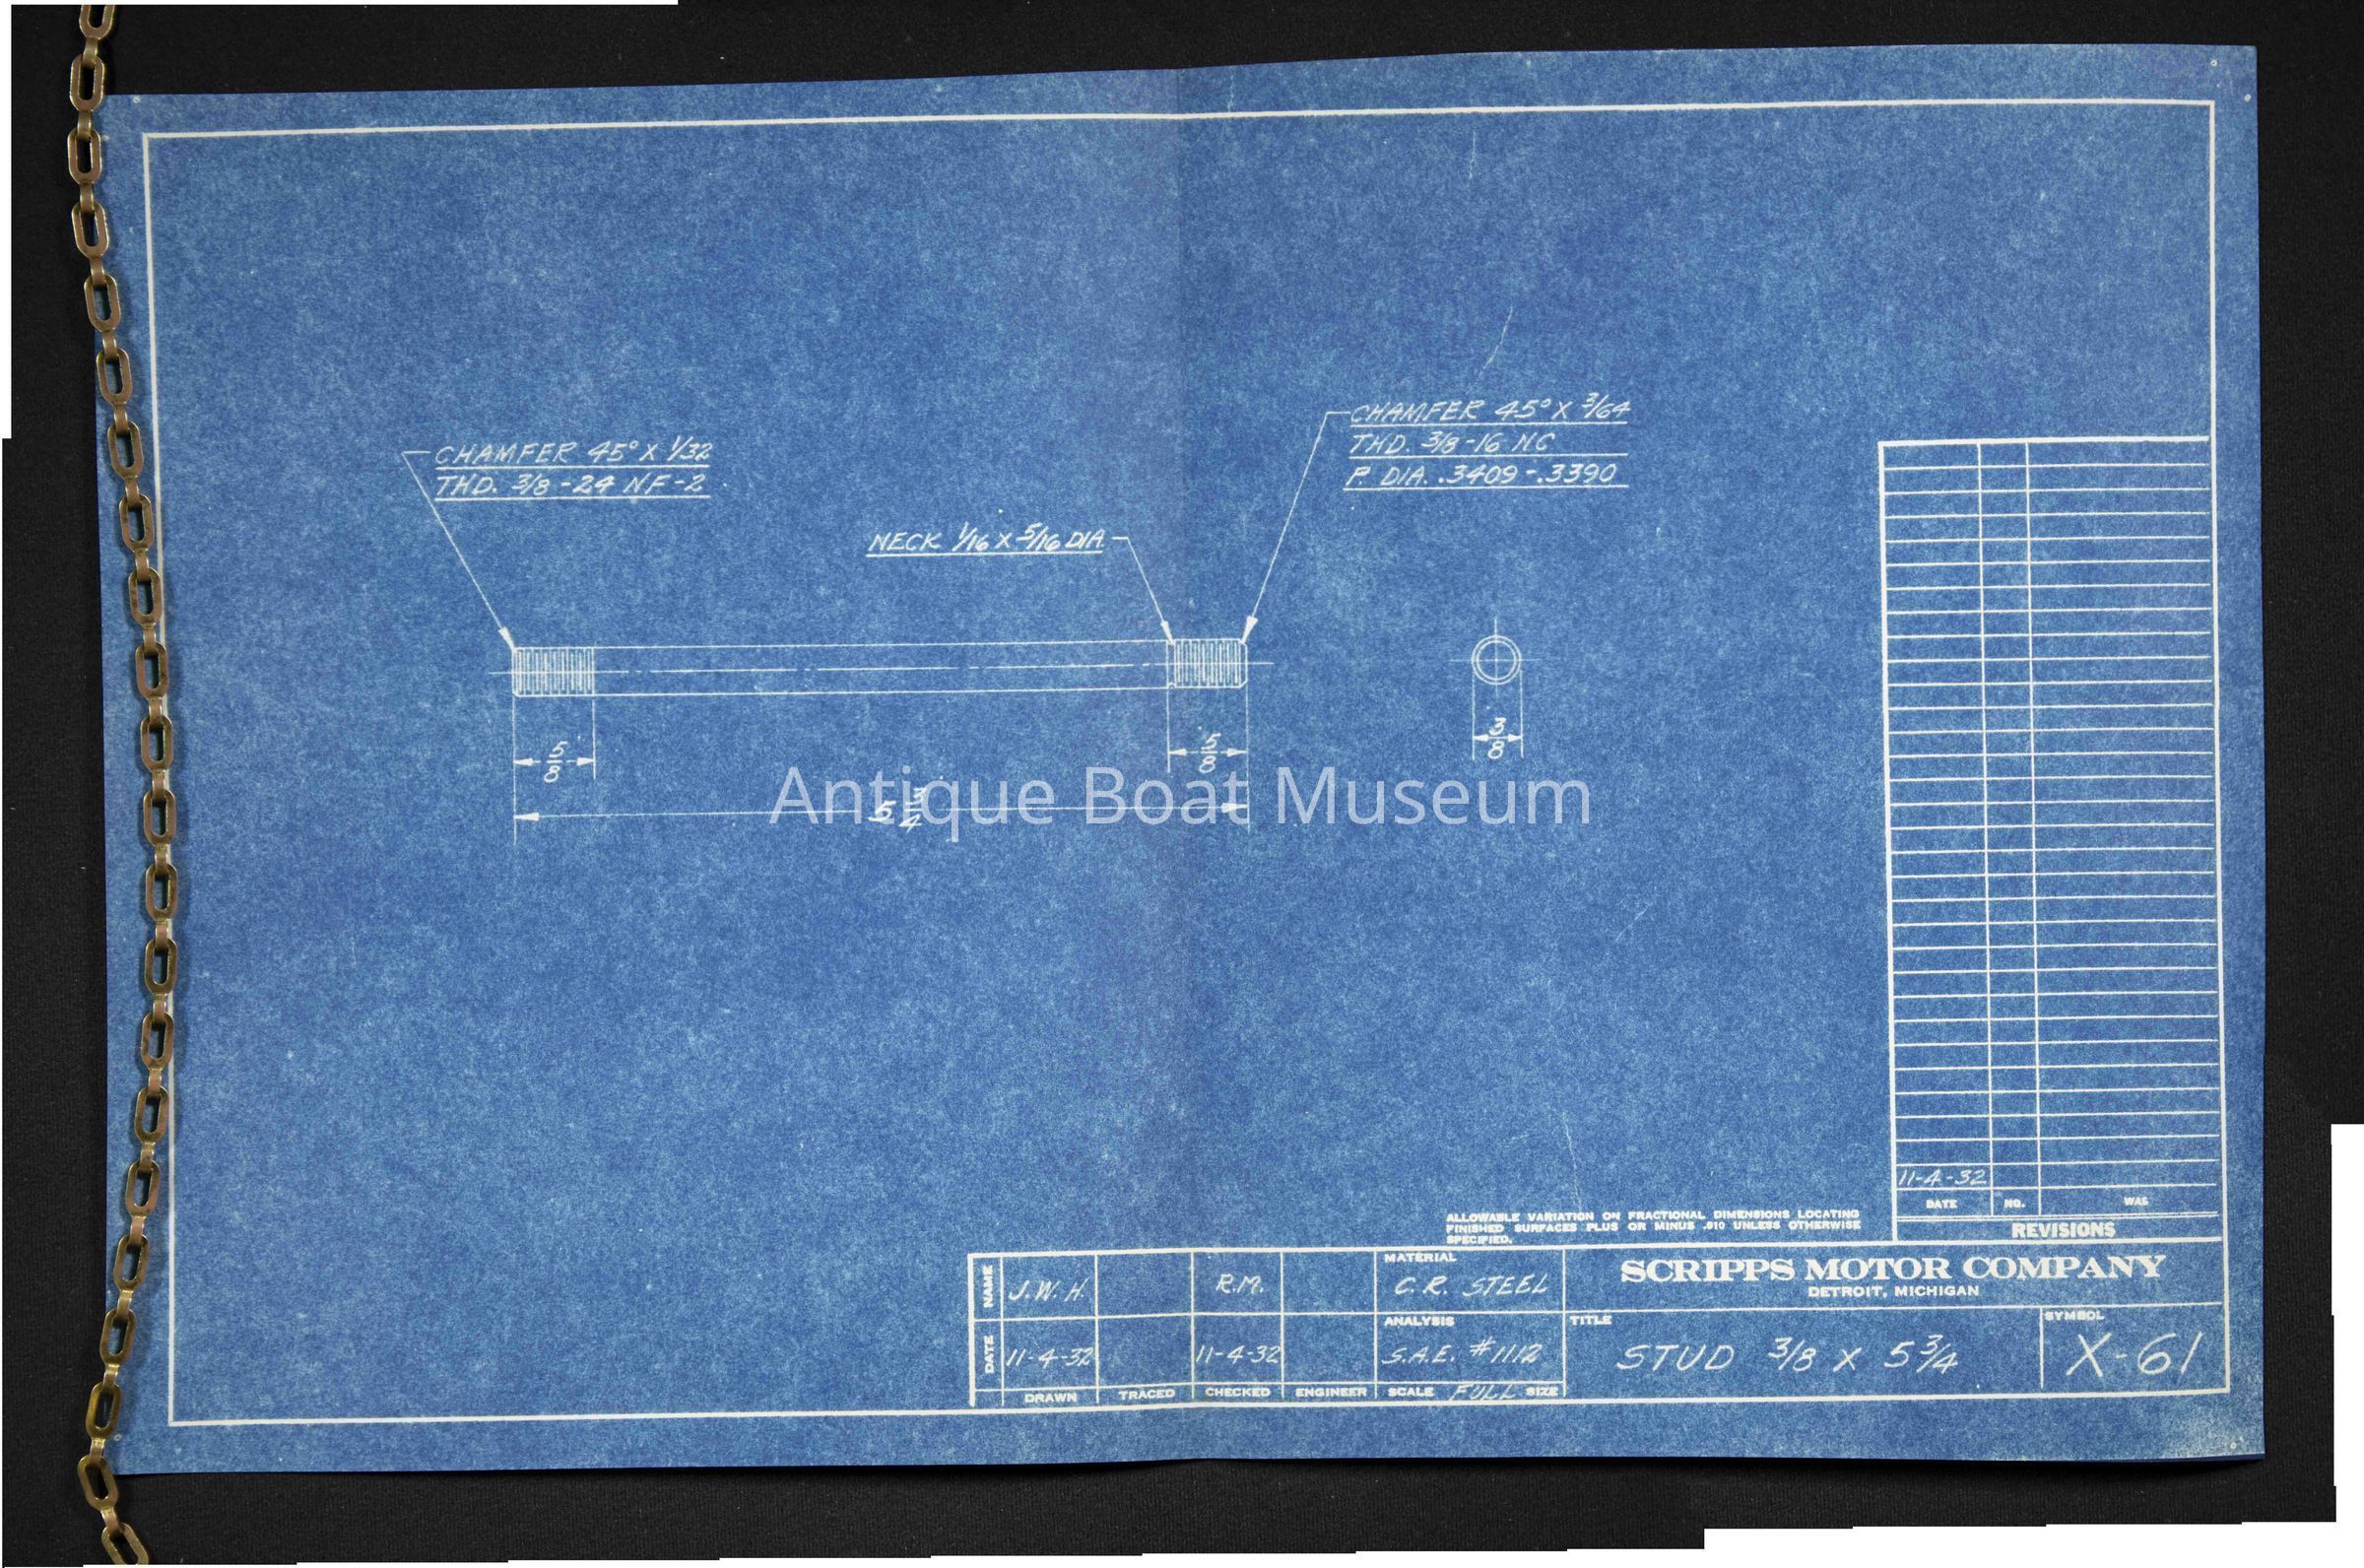 CHAMFER 45° X 1/32
THD. 3/8-24 NF-2
NECK 1/16 X 5/16 DIA.
CHAMFER 45° X 3/64
THD. 3/8-16 NC
P. DIA. .3409-.3390
5/8
5/8
3/8
5 3/4
Antique Boat Museum
11-4-32
DATE NO. WAS
REVISIONS
ALLOWABLE VARIATION ON FRACTIONAL DIMENSIONS LOCATING
FINISHED SURFACES PLUS OR MINUS .010 UNLESS OTHERWISE
SPECIFIED.
NAME J.W.H. R.M.
DATE 11-4-32 11-4-32
DRAWN TRACED CHECKED ENGINEER
MATERIAL
C.R. STEEL
ANALYSIS
S.A.E. #1112
SCALE FULL SIZE
SCRIPPS MOTOR COMPANY
DETROIT, MICHIGAN
TITLE
STUD 3/8 X 5 3/4
SYMBOL
X-61